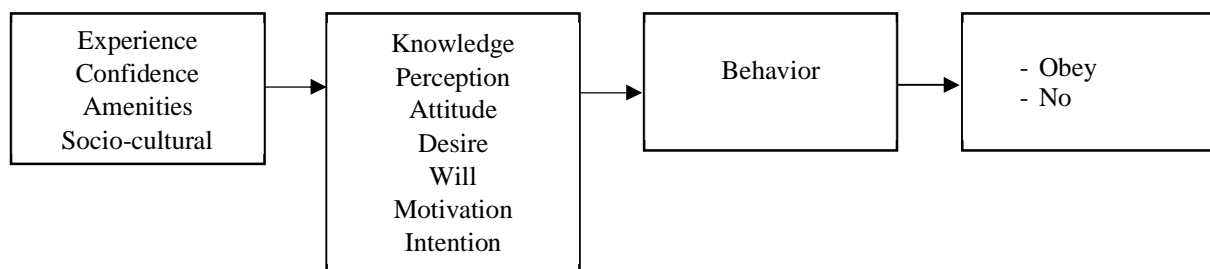 Experience
Confidence
Amenities
Socio-cultural
Knowledge
Perception
Attitude
Desire
Will
Motivation
Intention
Behavior
- Obey
- No